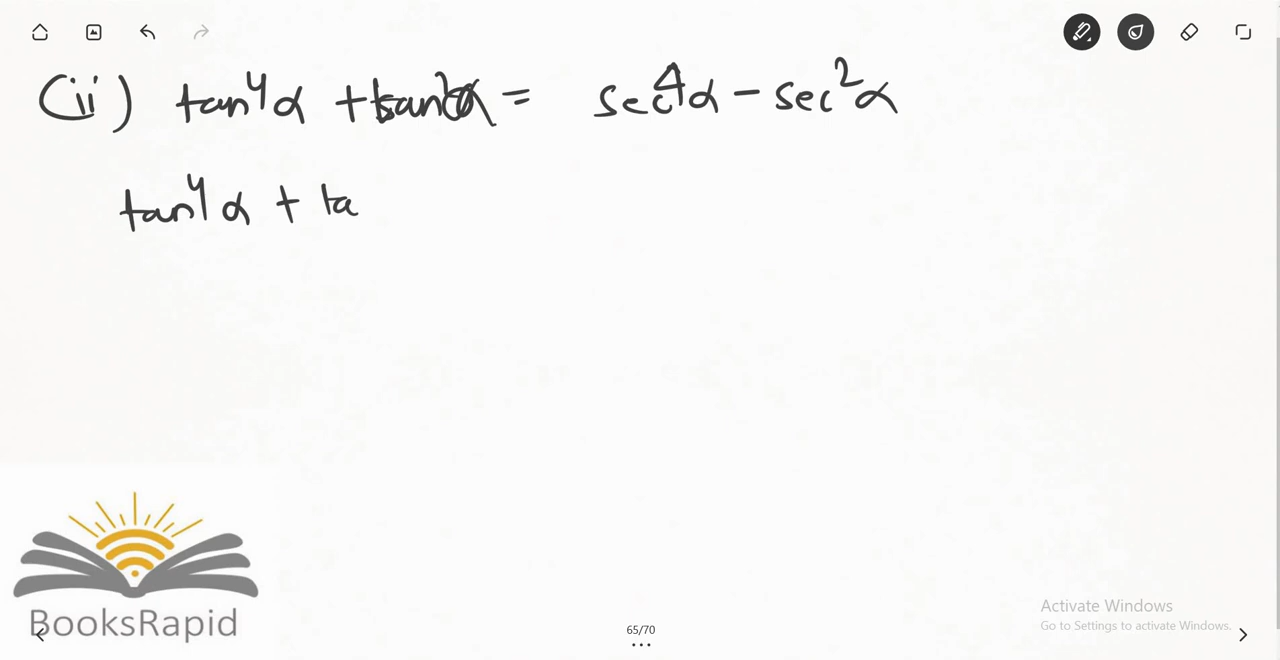 (ii) tan⁴α + tan²α = sec⁴α - sec²α
tan⁴α + ta
BooksRapid
65/70
Activate Windows
Go to Settings to activate Windows.